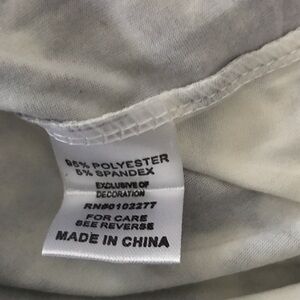 95% POLYESTER
5% SPANDEX
EXCLUSIVE OF
DECORATION
RN#0102277
FOR CARE
SEE REVERSE
MADE IN CHINA